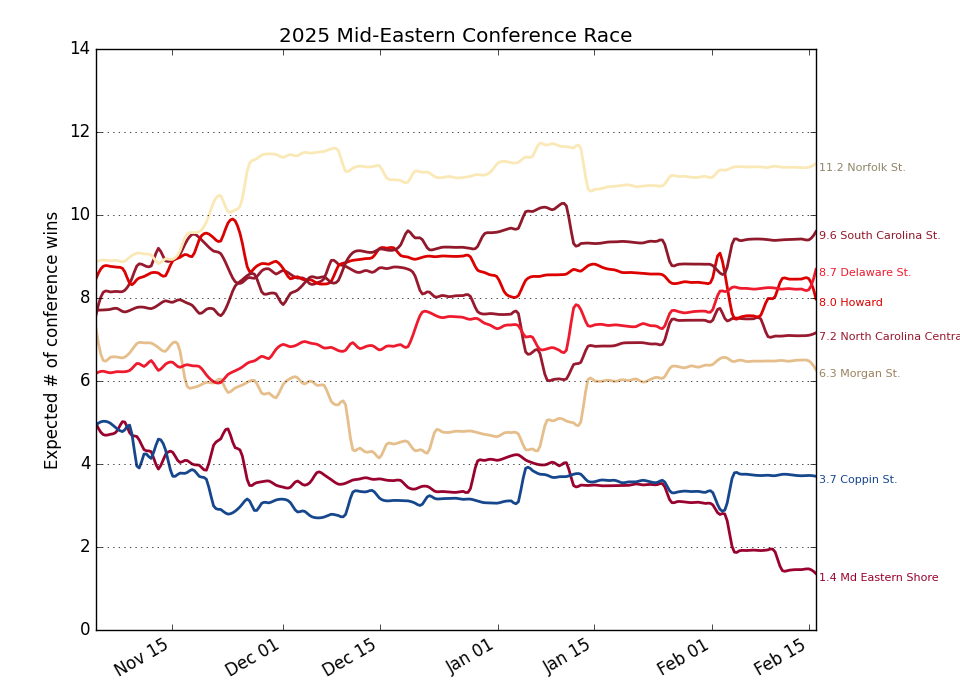 2025 Mid-Eastern Conference Race
Expected # of conference wins
14
12
10
8
6
4
2
0
11.2 Norfolk St.
9.6 South Carolina St.
8.7 Delaware St.
8.0 Howard
7.2 North Carolina Centra
6.3 Morgan St.
3.7 Coppin St.
1.4 Md Eastern Shore
Nov 15
Dec 01
Dec 15
Jan 01
Jan 15
Feb 01
Feb 15